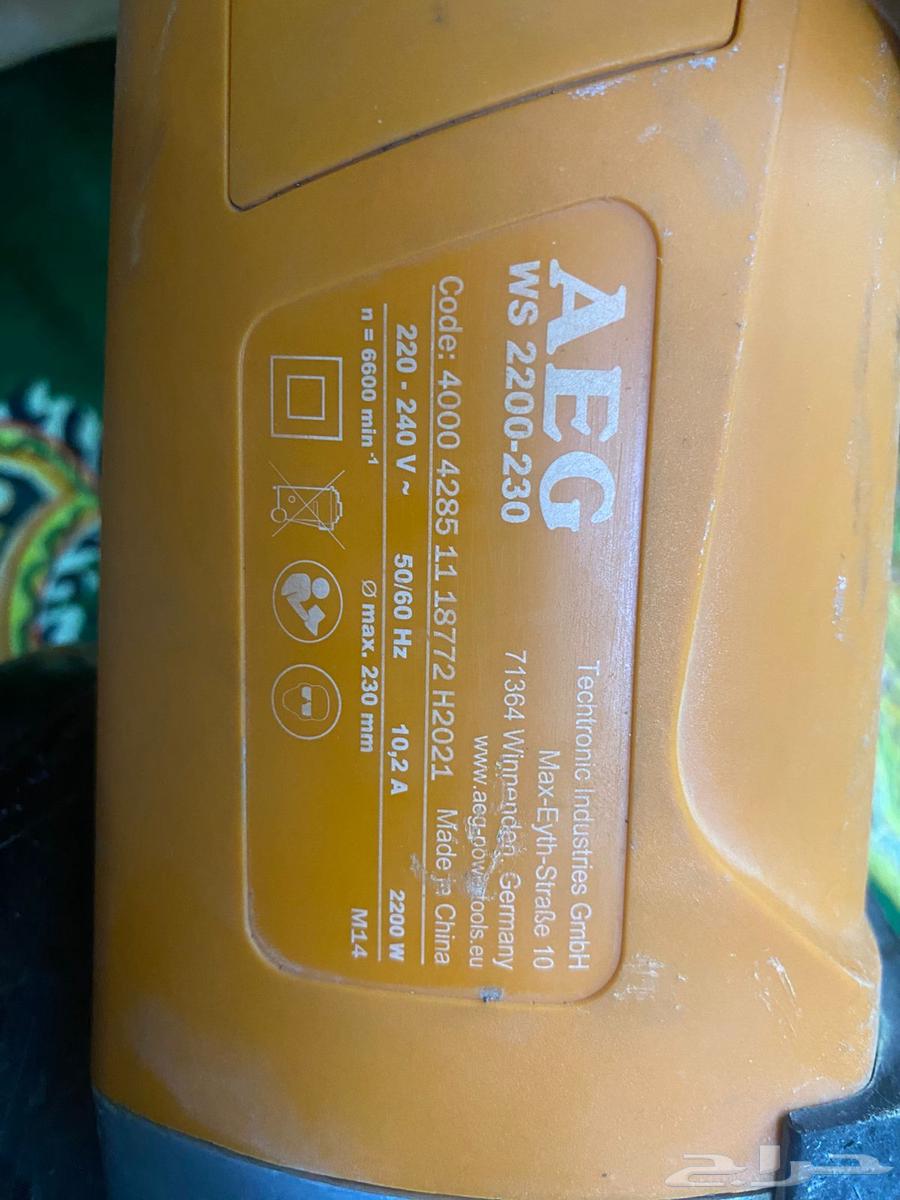 AEG
WS 2200-230
Techtronic Industries GmbH
Max-Eyth-Straße 10
71364 Winnenden, Germany
www.aeg-powertools.eu
Code: 4000 4285 11 18772 H2021 Made in China
220 - 240 V ~ 50/60 Hz 10,2 A 2200 W
n = 6600 min⁻¹ Ø max. 230 mm M14
حراج